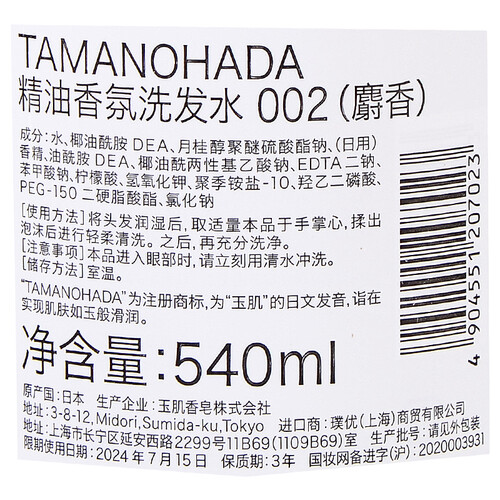 TAMANOHADA
精油香氛洗发水 002（麝香）
成分: 水、椰油酰胺 DEA、月桂醇聚醚硫酸酯钠、(日用)
香精、油酰胺 DEA、椰油酰两性基乙酸钠、EDTA 二钠、
苯甲酸钠、柠檬酸、氢氧化钾、聚季铵盐-10、羟乙二磷酸、
PEG-150 二硬脂酸酯、氯化钠
[使用方法] 将头发润湿后, 取适量本品于手掌心, 揉出
泡沫后进行轻柔清洗。之后, 再充分洗净。
[注意事项] 本品进入眼部时, 请立刻用清水冲洗。
[储存方法] 室温。
“TAMANOHADA”为注册商标, 为“玉肌”的日文发音, 诣在
实现肌肤如玉般滑润。
净含量:540ml
原产国: 日本 生产企业: 玉肌香皂株式会社
地址: 3-8-12, Midori, Sumida-ku, Tokyo 进口商: 璞优(上海)商贸有限公司
地址: 上海市长宁区延安西路2299号11B69(1109B69)室 生产批号: 请见外包装
限期使用日期: 2024年7月15日 保质期: 3年 国妆网备进字(沪): 2020003931
4 904551 207023